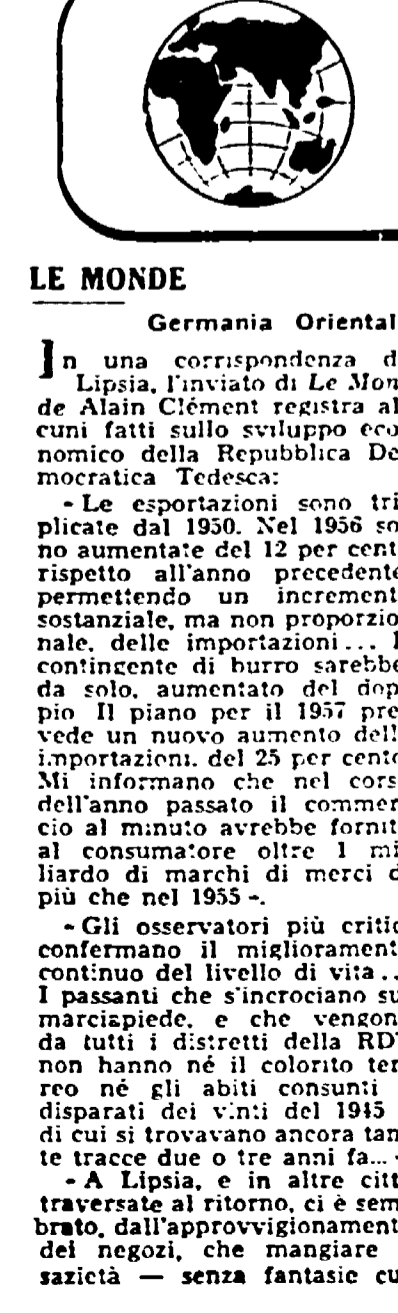 LE MONDE
Germania Oriental
In una corrispondenza d
Lipsia, l'inviato di Le Mon
de Alain Clément registra al
cuni fatti sullo sviluppo eco
nomico della Repubblica De
mocratica Tedesca:
- Le esportazioni sono tri
plicate dal 1950. Nel 1956 so
no aumentate del 12 per cent
rispetto all'anno precedente
permettendo un increment
sostanziale, ma non proporzio
nale, delle importazioni... I
contingente di burro sarebbe
da solo, aumentato del dop
pio Il piano per il 1957 pre
vede un nuovo aumento dell
importazioni. del 25 per cento
Mi informano che nel cors
dell'anno passato il commer
cio al minuto avrebbe fornit
al consumatore oltre 1 mi
liardo di marchi di merci d
più che nel 1955 -.
- Gli osservatori più critic
confermano il migliorament
continuo del livello di vita..
I passanti che s'incrociano su
marciapiede, e che vengon
da tutti i distretti della RDT
non hanno né il colorito ter
reo né gli abiti consunti
disparati dei vinti del 1945
di cui si trovavano ancora tan
te tracce due o tre anni fa... -
- A Lipsia, e in altre citt
traversate al ritorno, ci è sem
brato, dall'approvvigionament
dei negozi, che mangiare
sazietà — senza fantasie cu